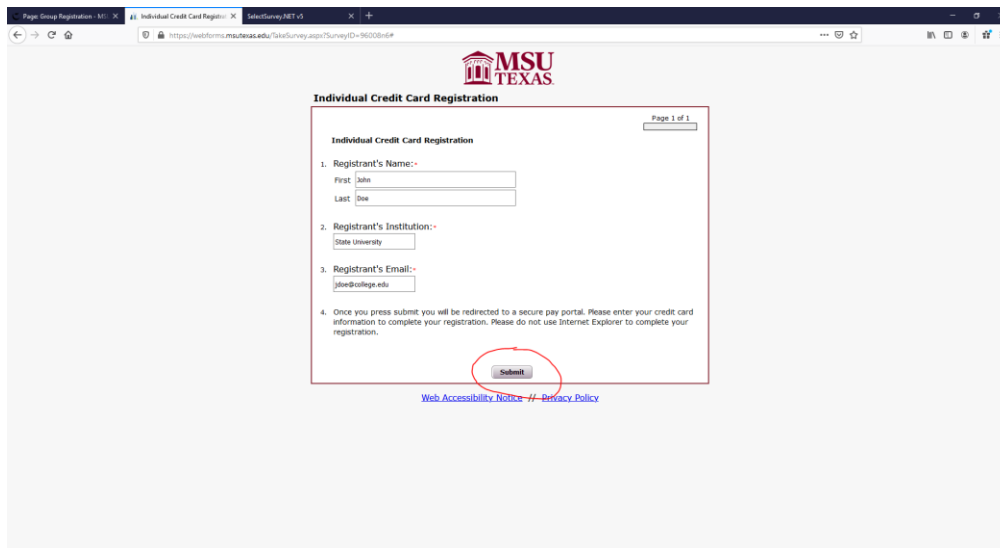 Page: Group Registration - MS
Individual Credit Card Registrat
SelectSurvey.NET v5
https://webforms.msutexas.edu/TakeSurvey.aspx?SurveyID=96008n6#
MSU
TEXAS
Individual Credit Card Registration
Page 1 of 1
Individual Credit Card Registration
1. Registrant's Name:*
First John
Last Doe
2. Registrant's Institution:*
State University
3. Registrant's Email:*
jdoe@college.edu
4. Once you press submit you will be redirected to a secure pay portal. Please enter your credit card
information to complete your registration. Please do not use Internet Explorer to complete your
registration.
Submit
Web Accessibility Notice // Privacy Policy